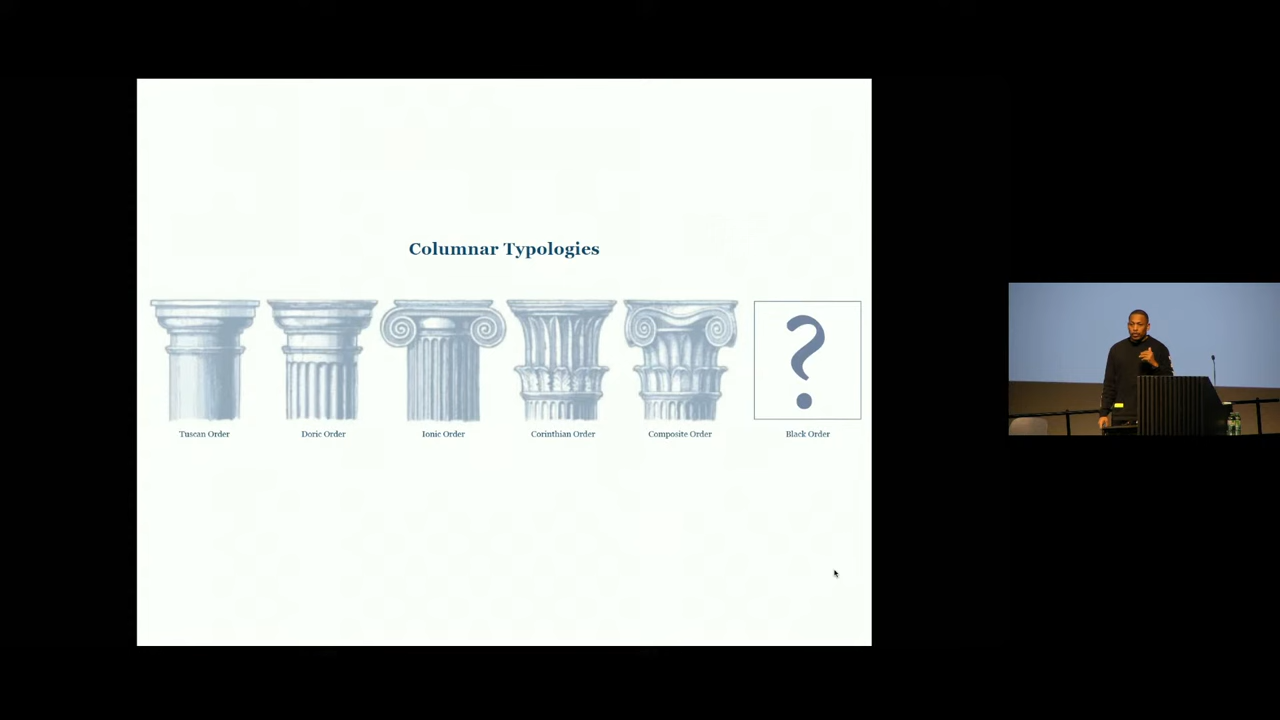 Columnar Typologies
?
Tuscan Order
Doric Order
Ionic Order
Corinthian Order
Composite Order
Black Order